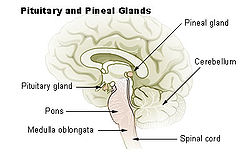 Pituitary and Pineal Glands
Pineal gland
Cerebellum
Pituitary gland
Pons
Medulla oblongata
Spinal cord